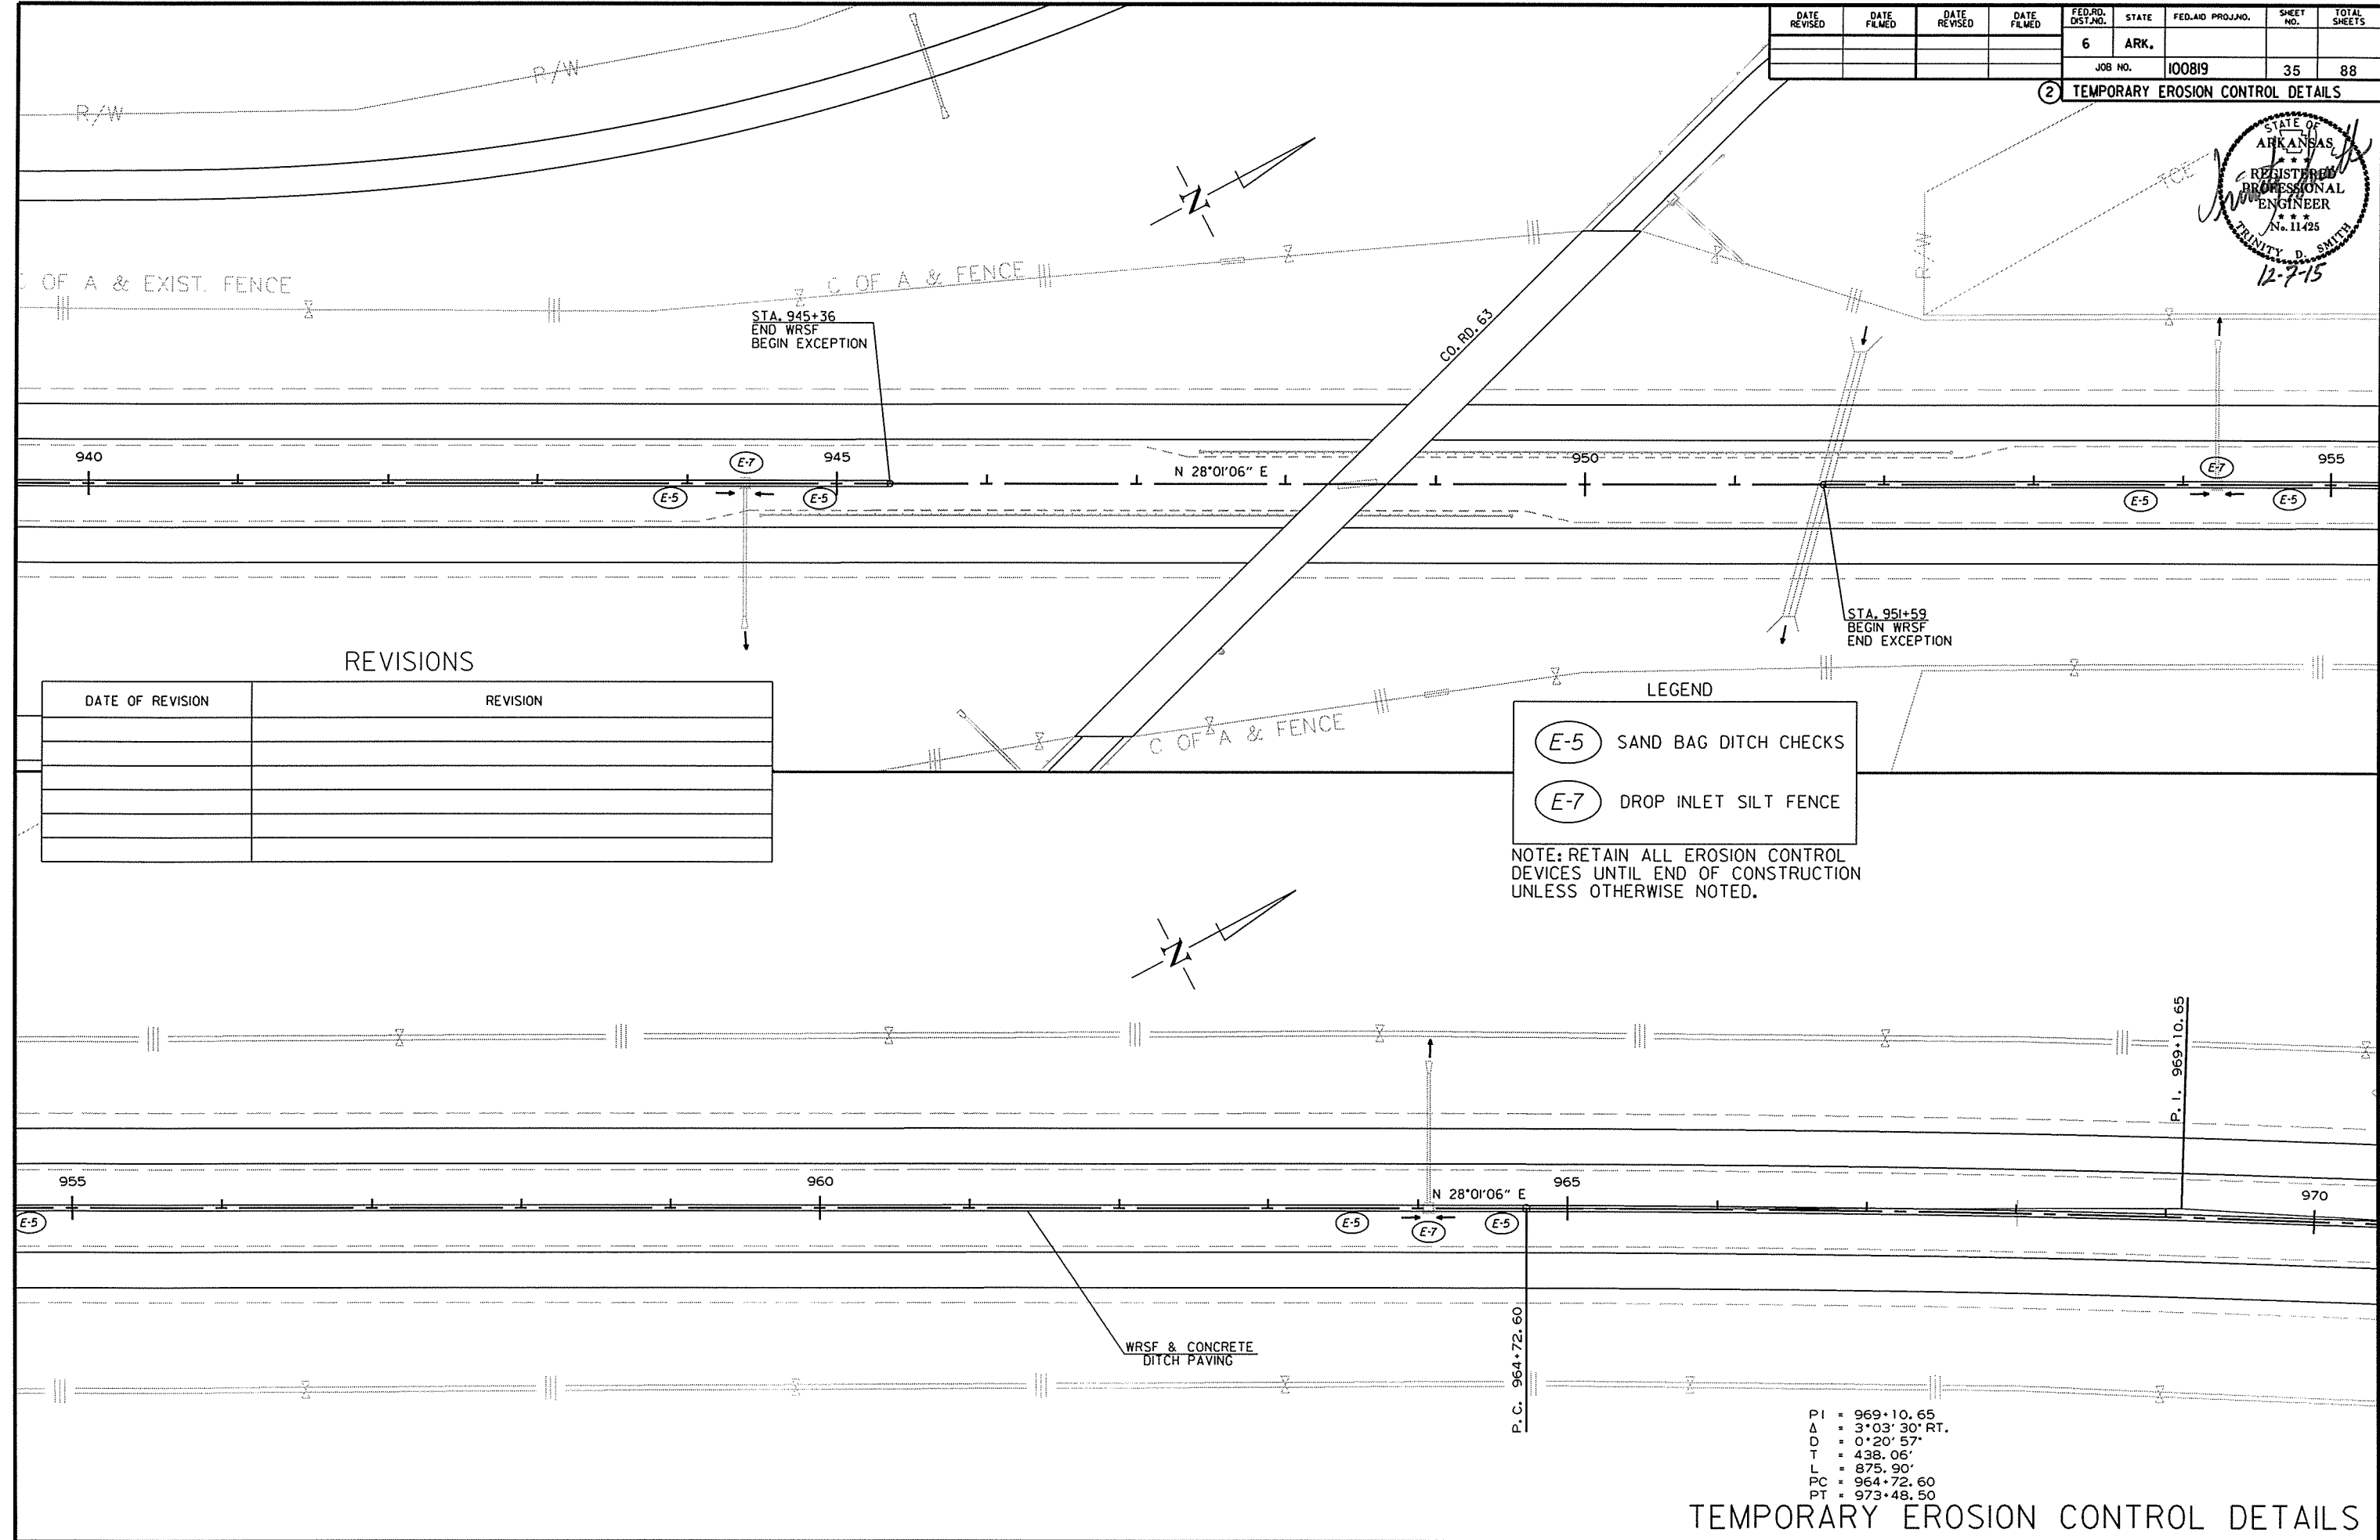 DATE REVISED
DATE FILMED
DATE REVISED
DATE FILMED
FED.RD. DIST.NO.
STATE
FED.AID PROJ.NO.
SHEET NO.
TOTAL SHEETS
6
ARK.
JOB NO.
100819
35
88
2
TEMPORARY EROSION CONTROL DETAILS
STATE OF
ARKANSAS
★ ★ ★
REGISTERED
PROFESSIONAL
ENGINEER
★ ★ ★
No. 11425
TRINITY D. SMITH
12-7-15
R/W
R/W
TCE
R/W
N
C OF A & EXIST. FENCE
C OF A & FENCE
STA. 945+36
END WRSF
BEGIN EXCEPTION
CO. RD. 63
940
E-7
945
N 28°01'06" E
950
E-7
955
E-5
E-5
E-5
E-5
STA. 951+59
BEGIN WRSF
END EXCEPTION
REVISIONS
DATE OF REVISION
REVISION
C OF A & FENCE
LEGEND
E-5 SAND BAG DITCH CHECKS
E-7 DROP INLET SILT FENCE
NOTE: RETAIN ALL EROSION CONTROL
DEVICES UNTIL END OF CONSTRUCTION
UNLESS OTHERWISE NOTED.
N
P.I. 969+10.65
955
960
N 28°01'06" E
965
970
E-5
E-5
E-7
E-5
WRSF & CONCRETE
DITCH PAVING
P.C. 964+72.60
PI = 969+10.65
Δ = 3°03'30" RT.
D = 0°20'57"
T = 438.06'
L = 875.90'
PC = 964+72.60
PT = 973+48.50
TEMPORARY EROSION CONTROL DETAILS